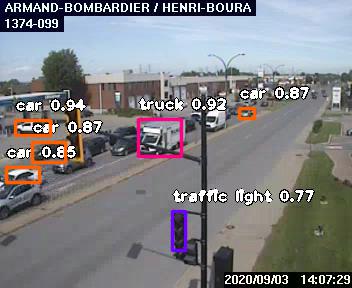 ARMAND-BOMBARDIER / HENRI-BOURA
1374-099
car 0.94
truck 0.92
car 0.87
car 0.87
car 0.85
traffic light 0.77
2020/09/03 14:07:29